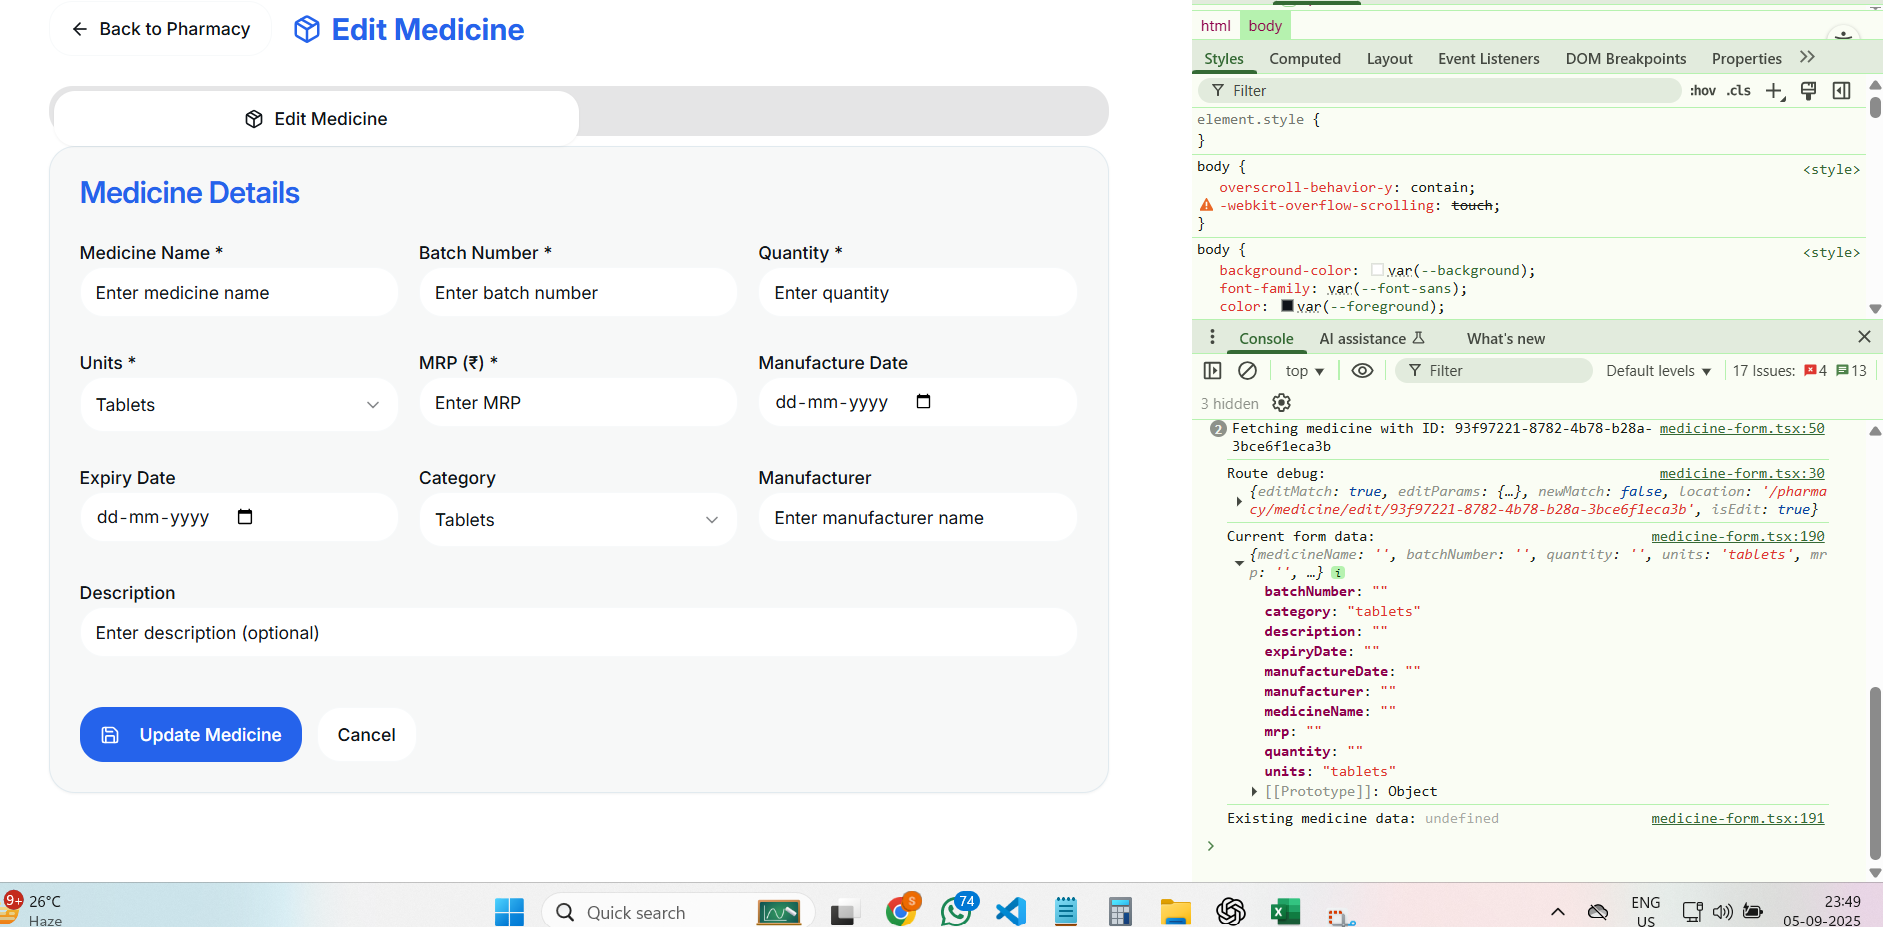 Back to Pharmacy
Edit Medicine
Edit Medicine
Medicine Details
Medicine Name *
Batch Number *
Quantity *
Enter medicine name
Enter batch number
Enter quantity
Units *
MRP (₹) *
Manufacture Date
Tablets
Enter MRP
dd-mm-yyyy
Expiry Date
Category
Manufacturer
dd-mm-yyyy
Tablets
Enter manufacturer name
Description
Enter description (optional)
Update Medicine
Cancel
html body
Styles Computed Layout Event Listeners DOM Breakpoints Properties
Filter :hov .cls
element.style {
}
body { <style>
overscroll-behavior-y: contain;
-webkit-overflow-scrolling: touch;
}
body { <style>
background-color: var(--background);
font-family: var(--font-sans);
color: var(--foreground);
Console AI assistance What's new
top Filter Default levels 17 Issues: 4 13
3 hidden
2 Fetching medicine with ID: 93f97221-8782-4b78-b28a- medicine-form.tsx:50
3bce6f1eca3b
Route debug: medicine-form.tsx:30
{editMatch: true, editParams: {…}, newMatch: false, location: '/pharma
cy/medicine/edit/93f97221-8782-4b78-b28a-3bce6f1eca3b', isEdit: true}
Current form data: medicine-form.tsx:190
{medicineName: '', batchNumber: '', quantity: '', units: 'tablets', mr
p: '', …} i
batchNumber: ""
category: "tablets"
description: ""
expiryDate: ""
manufactureDate: ""
manufacturer: ""
medicineName: ""
mrp: ""
quantity: ""
units: "tablets"
[[Prototype]]: Object
Existing medicine data: undefined medicine-form.tsx:191
9+ 26°C
Haze
Quick search
S
74
ENG
US
23:49
05-09-2025